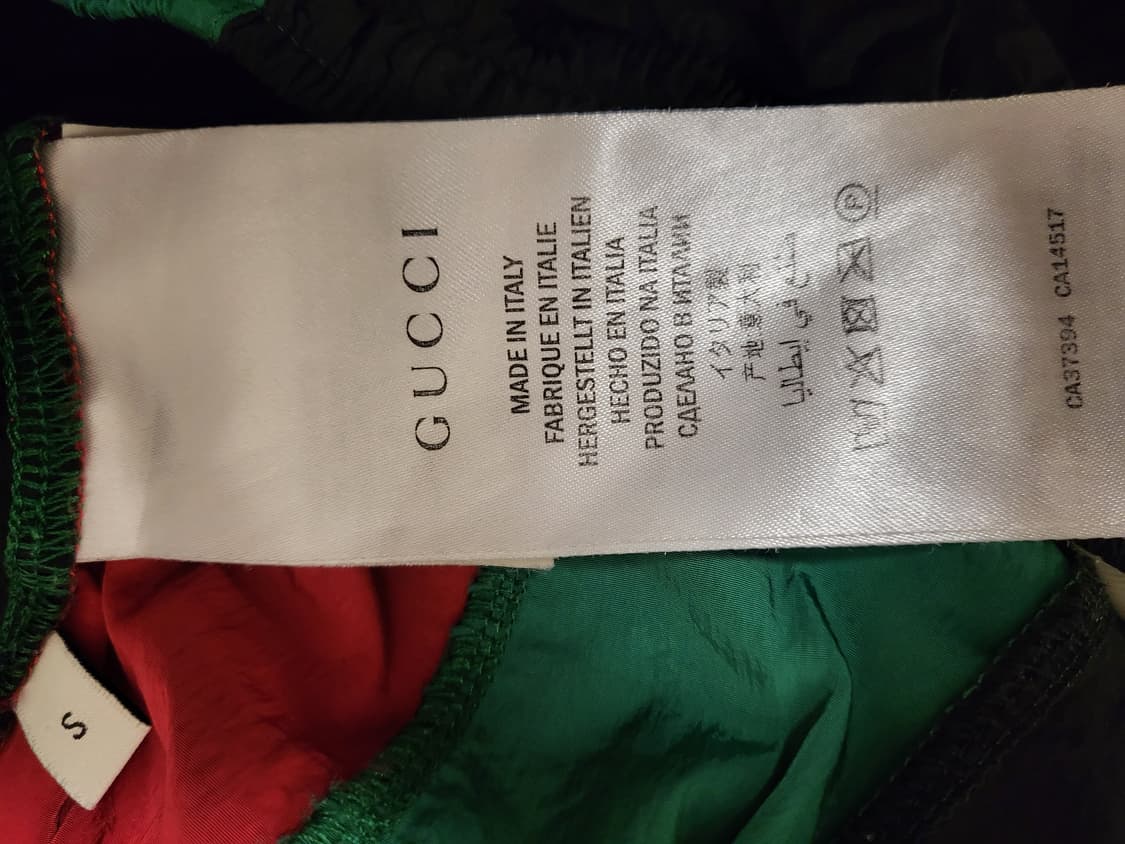 GUCCI
MADE IN ITALY
FABRIQUE EN ITALIE
HERGESTELLT IN ITALIEN
HECHO EN ITALIA
PRODUZIDO NA ITALIA
СДЕЛАНО В ИТАЛИИ
イタリア製
产地意大利
صنع في إيطاليا
P
CA37394 CA14517
S